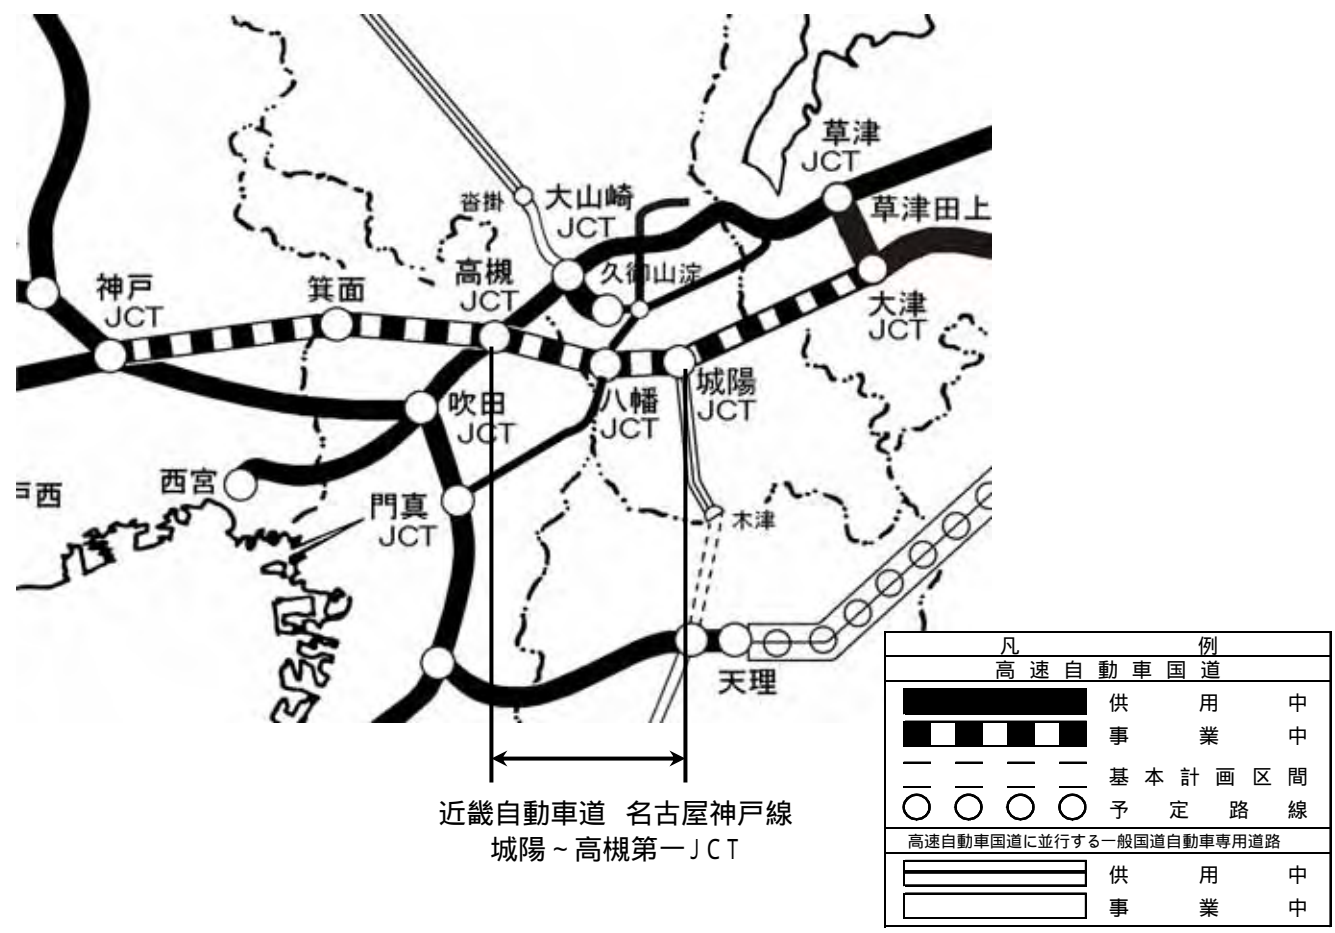 草津
JCT
草津田上
沓掛
大山崎
JCT
久御山淀
高槻
JCT
箕面
神戸
JCT
大津
JCT
城陽
JCT
八幡
JCT
吹田
JCT
西宮
戸西
門真
JCT
木津
天理
近畿自動車道 名古屋神戸線
城陽~高槻第一JCT
凡例
高速自動車国道
供用中
事業中
基本計画区間
予定路線
高速自動車国道に並行する一般国道自動車専用道路
供用中
事業中